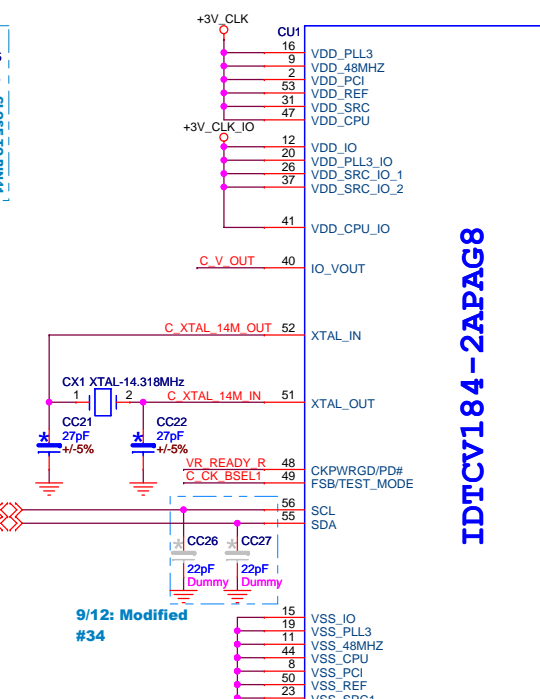 +3V_CLK
CU1
16 VDD_PLL3
9 VDD_48MHZ
2 VDD_PCI
53 VDD_REF
31 VDD_SRC
47 VDD_CPU
+3V_CLK_IO
12 VDD_IO
20 VDD_PLL3_IO
26 VDD_SRC_IO_1
37 VDD_SRC_IO_2
41 VDD_CPU_IO
C_V_OUT 40 IO_VOUT
IDTCV184-2APAG8
C_XTAL_14M_OUT 52 XTAL_IN
CX1 XTAL-14.318MHz
1 2 C_XTAL_14M_IN 51 XTAL_OUT
CC21 CC22
27pF 27pF
+/-5% +/-5%
VR_READY_R 48 CKPWRGD/PD#
C_CK_BSEL1 49 FSB/TEST_MODE
56 SCL
55 SDA
CC26 CC27
22pF 22pF
Dummy Dummy
9/12: Modified
#34
15 VSS_IO
19 VSS_PLL3
11 VSS_48MHZ
44 VSS_CPU
8 VSS_PCI
50 VSS_REF
23 VSS_SRC1